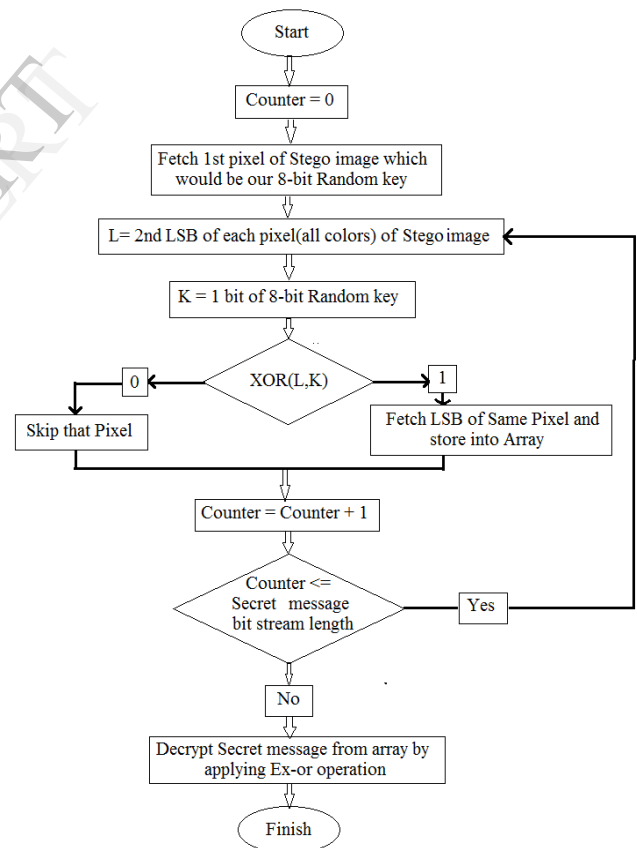 Start
Counter = 0
Fetch 1st pixel of Stego image which
would be our 8-bit Random key
L= 2nd LSB of each pixel(all colors) of Stego image
K = 1 bit of 8-bit Random key
XOR(L,K)
0
1
Skip that Pixel
Fetch LSB of Same Pixel and
store into Array
Counter = Counter + 1
Counter <=
Secret message
bit stream length
Yes
No
Decrypt Secret message from array by
applying Ex-or operation
Finish